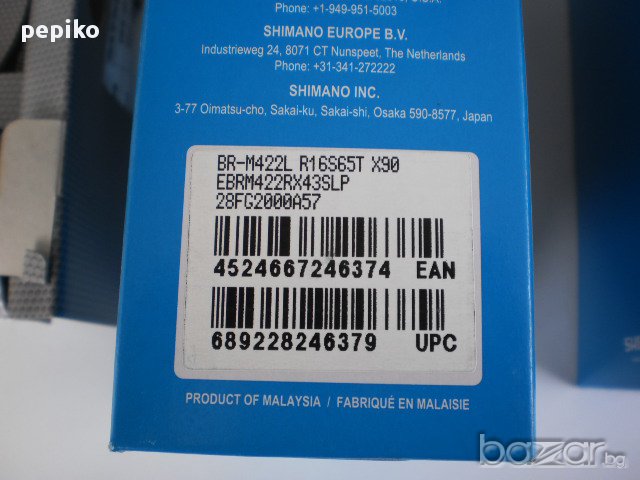 pepiko
Phone: +1-949-951-5003
SHIMANO EUROPE B.V.
Industrieweg 24, 8071 CT Nunspeet, The Netherlands
Phone: +31-341-272222
SHIMANO INC.
3-77 Oimatsu-cho, Sakai-ku, Sakai-shi, Osaka 590-8577, Japan
BR-M422L R16S65T X90
EBRM422RX43SLP
28FG2000A57
4524667246374 EAN
689228246379 UPC
PRODUCT OF MALAYSIA / FABRIQUÉ EN MALAISIE
bazar.bg